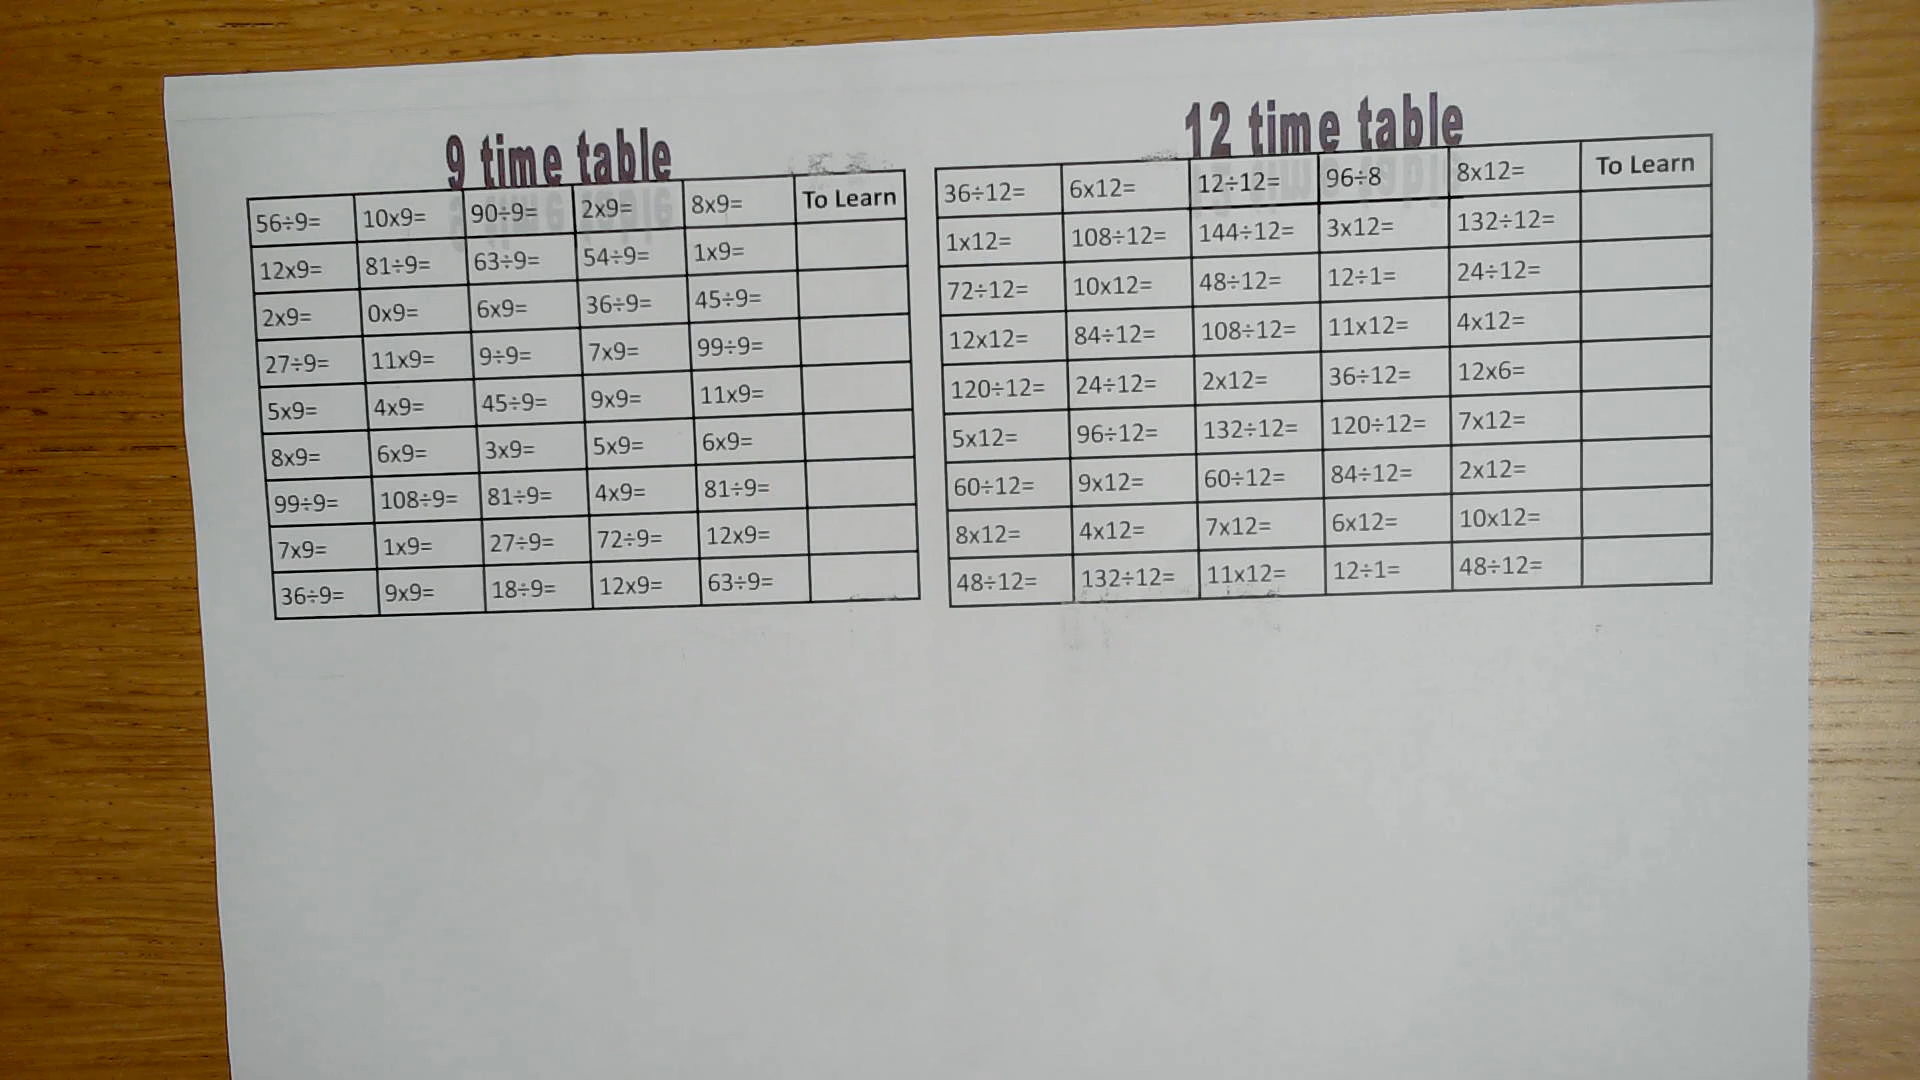 9 time table
56÷9= 10x9= 90÷9= 2x9= 8x9= To Learn
12x9= 81÷9= 63÷9= 54÷9= 1x9=
2x9= 0x9= 6x9= 36÷9= 45÷9=
27÷9= 11x9= 9÷9= 7x9= 99÷9=
5x9= 4x9= 45÷9= 9x9= 11x9=
8x9= 6x9= 3x9= 5x9= 6x9=
99÷9= 108÷9= 81÷9= 4x9= 81÷9=
7x9= 1x9= 27÷9= 72÷9= 12x9=
36÷9= 9x9= 18÷9= 12x9= 63÷9=
12 time table
36÷12= 6x12= 12÷12= 96÷8 8x12= To Learn
1x12= 108÷12= 144÷12= 3x12= 132÷12=
72÷12= 10x12= 48÷12= 12÷1= 24÷12=
12x12= 84÷12= 108÷12= 11x12= 4x12=
120÷12= 24÷12= 2x12= 36÷12= 12x6=
5x12= 96÷12= 132÷12= 120÷12= 7x12=
60÷12= 9x12= 60÷12= 84÷12= 2x12=
8x12= 4x12= 7x12= 6x12= 10x12=
48÷12= 132÷12= 11x12= 12÷1= 48÷12=